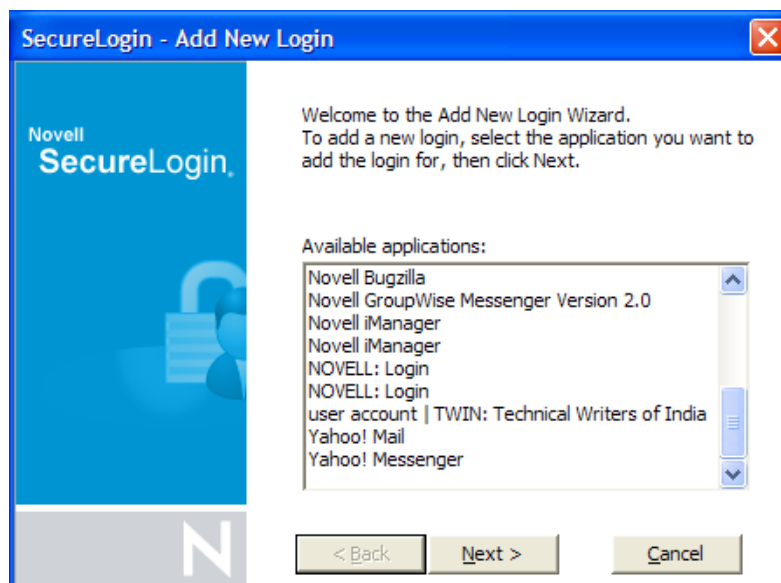 SecureLogin - Add New Login
Novell
SecureLogin®
Welcome to the Add New Login Wizard.
To add a new login, select the application you want to
add the login for, then click Next.
Available applications:
Novell Bugzilla
Novell GroupWise Messenger Version 2.0
Novell iManager
Novell iManager
NOVELL: Login
NOVELL: Login
user account | TWIN: Technical Writers of India
Yahoo! Mail
Yahoo! Messenger
N
< Back
Next >
Cancel